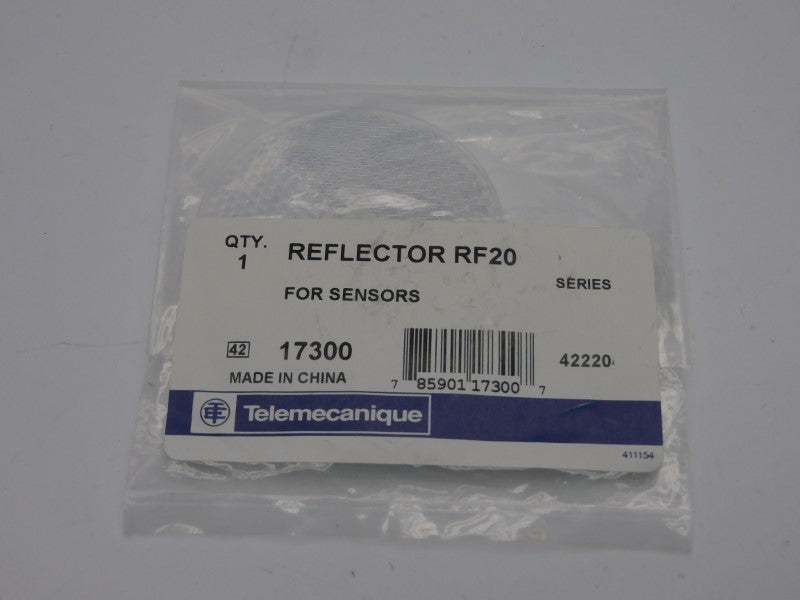 QTY.
1
REFLECTOR RF20
FOR SENSORS
SERIES
42 17300
MADE IN CHINA
7 85901 17300 7
42220
TE Telemecanique
411154